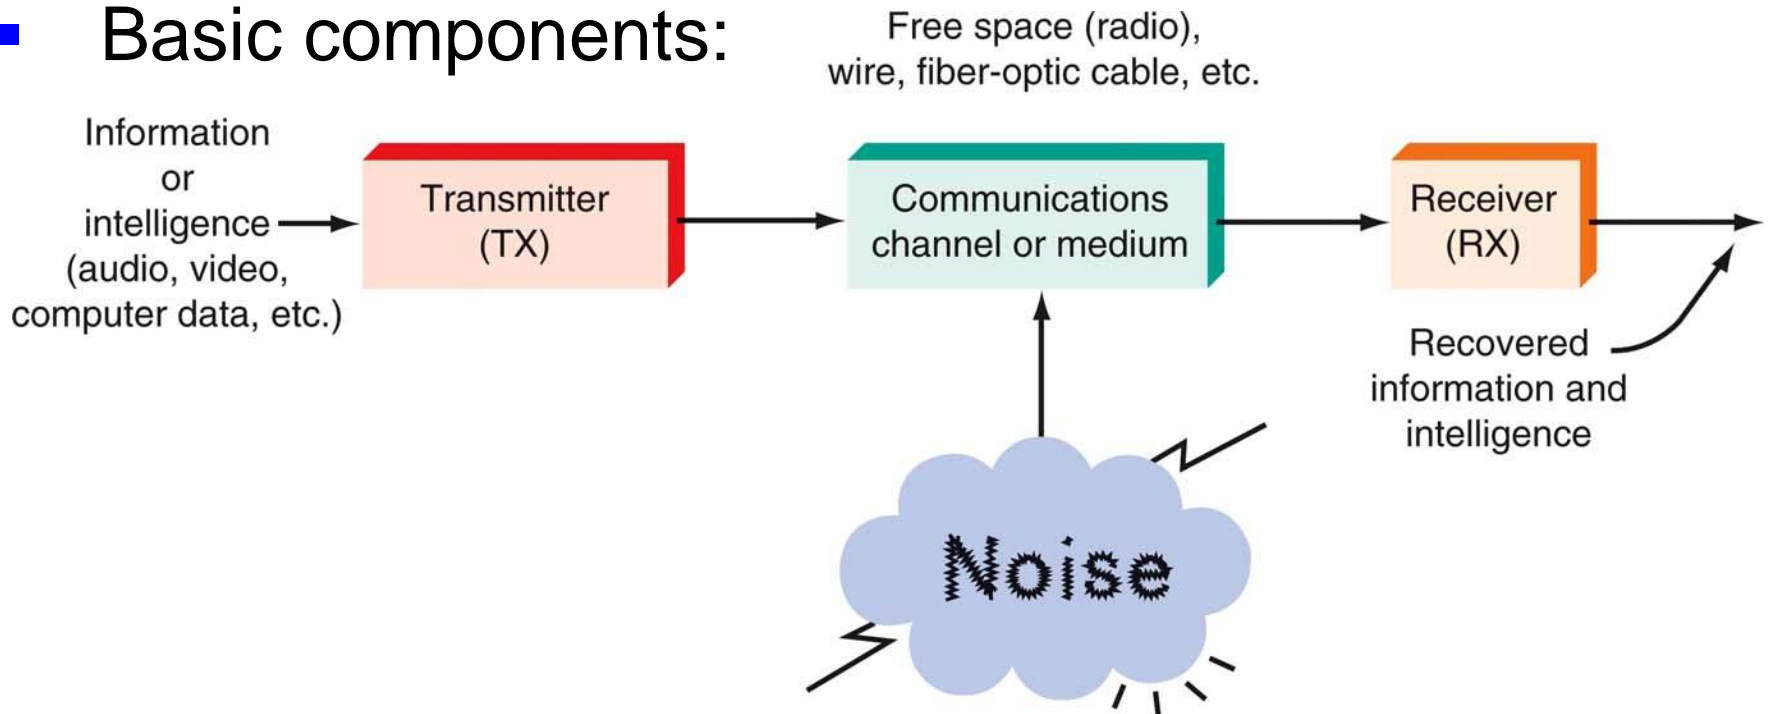 Basic components:
Free space (radio),
wire, fiber-optic cable, etc.
Information
or
intelligence
(audio, video,
computer data, etc.)
Transmitter
(TX)
Communications
channel or medium
Receiver
(RX)
Recovered
information and
intelligence
Noise